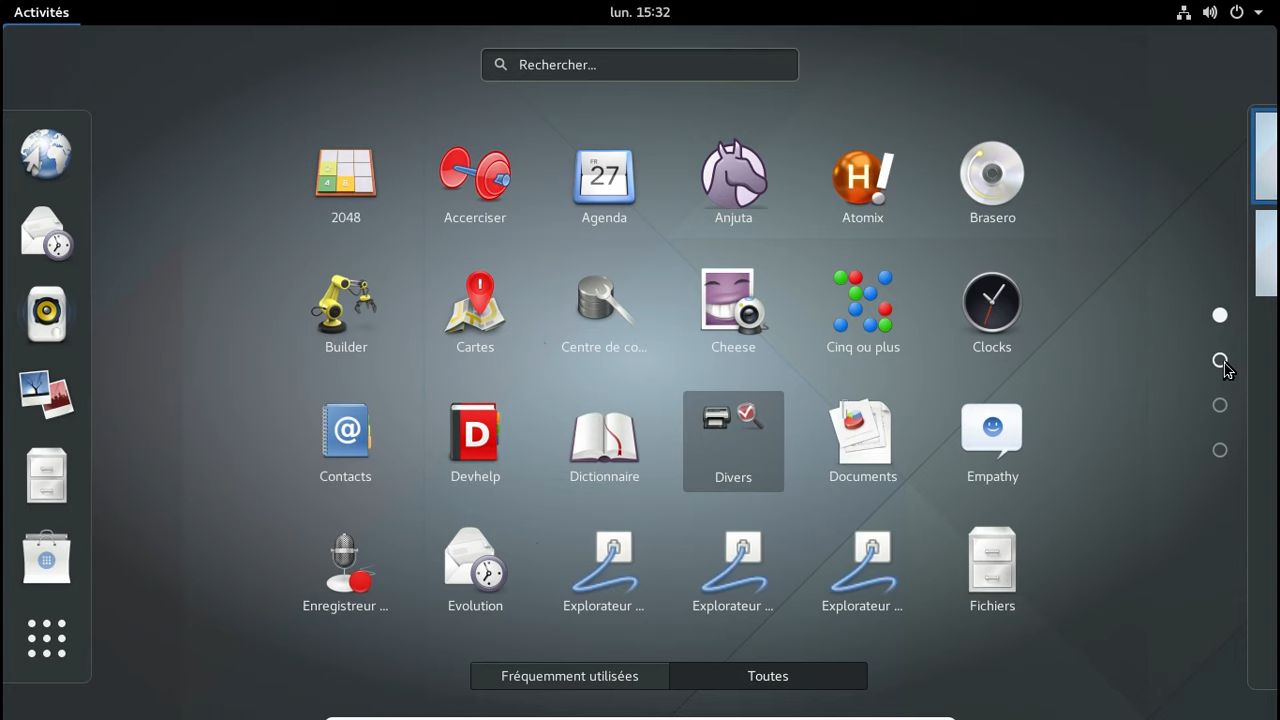 Activités
lun. 15:32
Rechercher...
2048
Accerciser
FR
27
Agenda
Anjuta
H!
Atomix
Brasero
Builder
Cartes
Centre de co...
Cheese
Cinq ou plus
Clocks
@
Contacts
D
Devhelp
Dictionnaire
Divers
Documents
Empathy
Enregistreur ...
Evolution
Explorateur ...
Explorateur ...
Explorateur ...
Fichiers
Fréquemment utilisées
Toutes